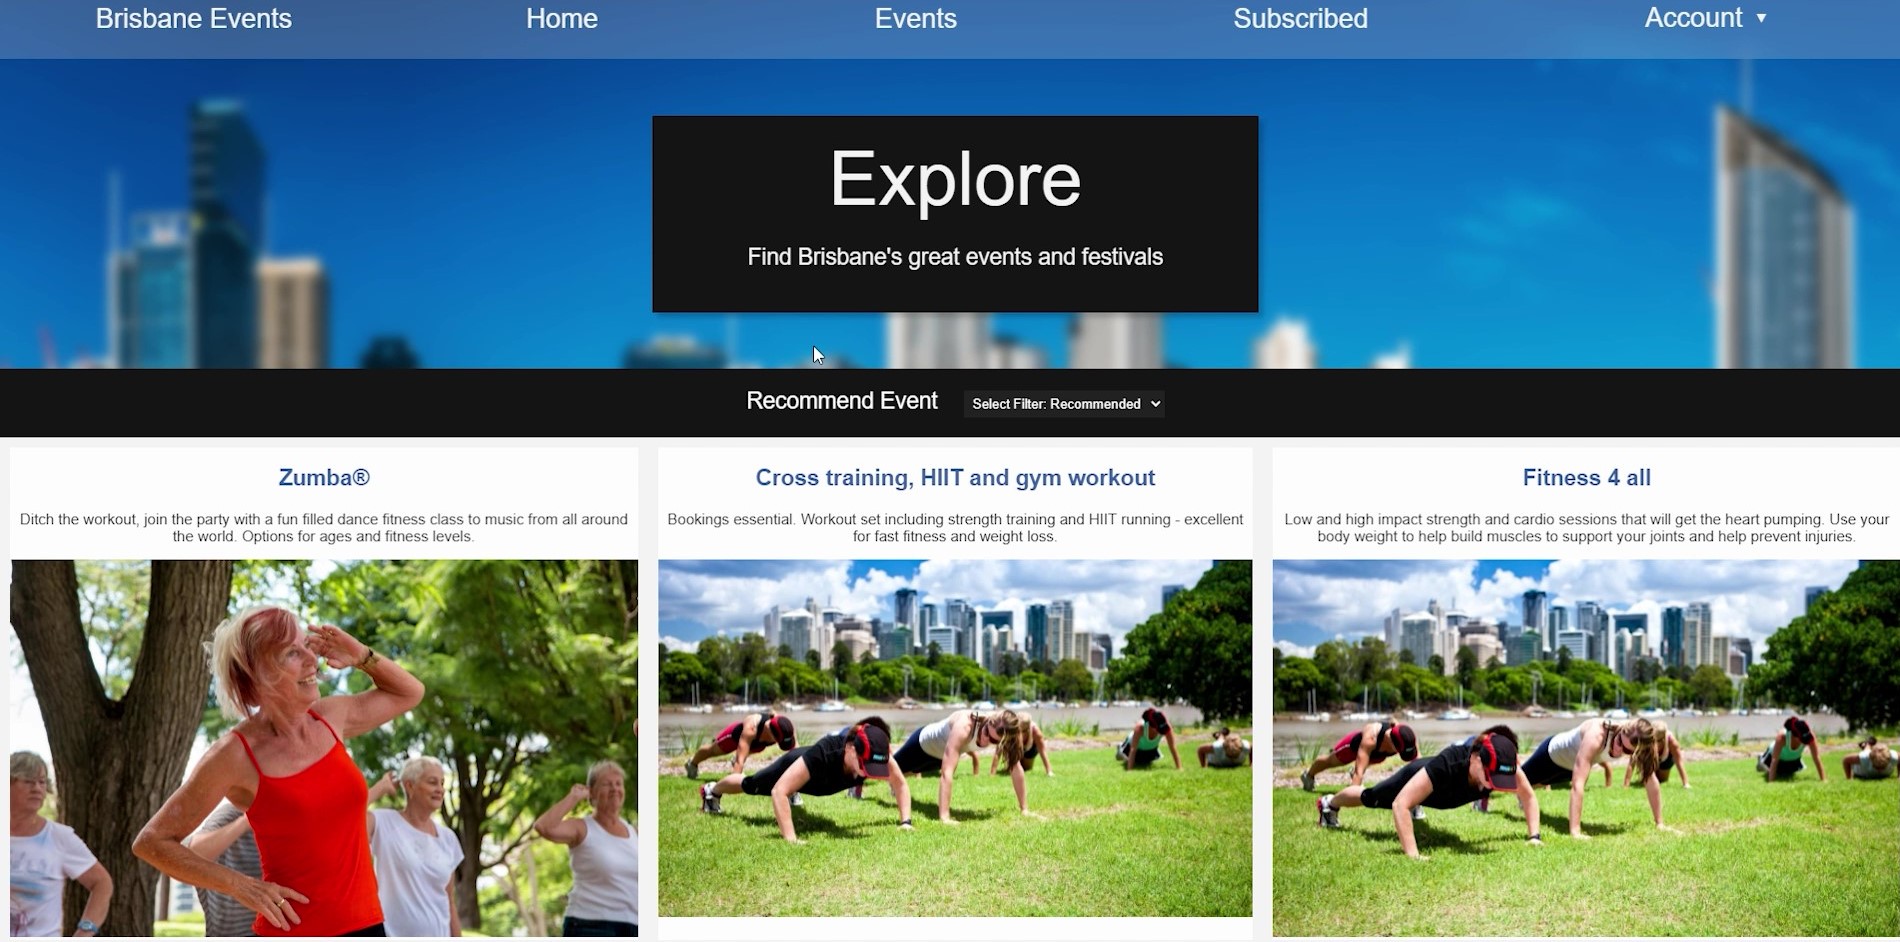 Brisbane Events
Home
Events
Subscribed
Account ▼
Explore
Find Brisbane's great events and festivals
Recommend Event
Select Filter: Recommended
Zumba®
Ditch the workout, join the party with a fun filled dance fitness class to music from all around
the world. Options for ages and fitness levels.
Cross training, HIIT and gym workout
Bookings essential. Workout set including strength training and HIIT running - excellent
for fast fitness and weight loss.
Fitness 4 all
Low and high impact strength and cardio sessions that will get the heart pumping. Use your
body weight to help build muscles to support your joints and help prevent injuries.